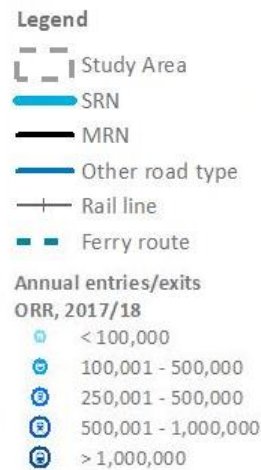 Legend
Study Area
SRN
MRN
Other road type
Rail line
Ferry route
Annual entries/exits
ORR, 2017/18
< 100,000
100,001 - 500,000
250,001 - 500,000
500,001 - 1,000,000
> 1,000,000